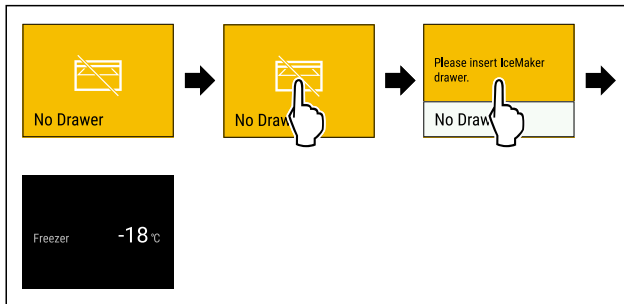 No Drawer
No Draw
Please insert IceMaker
drawer.
No Draw
Freezer -18 °C